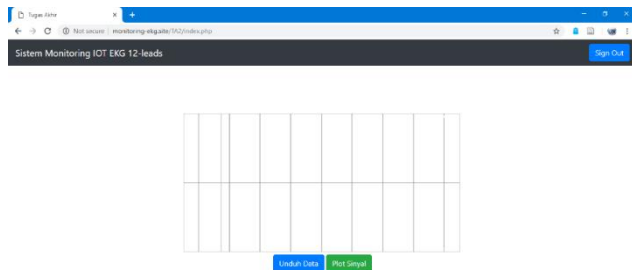 Tugas Akhir
Not secure | monitoring-ekg.site/TA2/index.php
Sistem Monitoring IOT EKG 12-leads
Sign Out
Unduh Data
Plot Sinyal